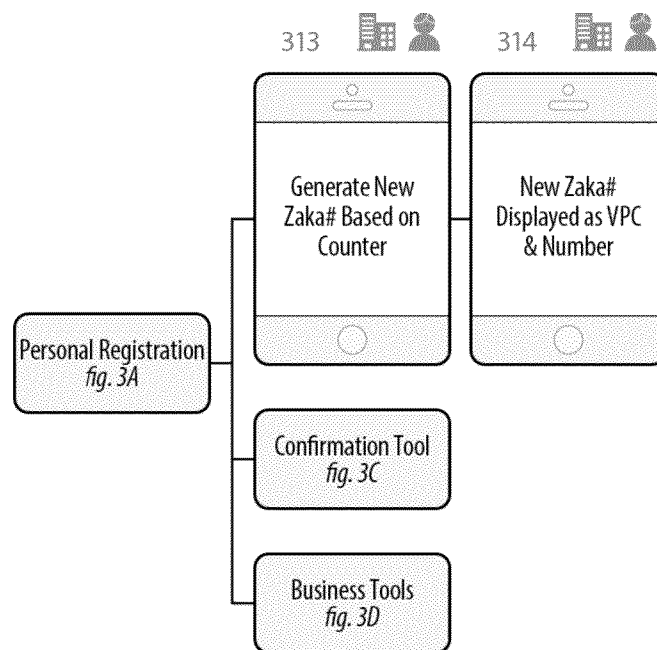 313
314
Generate New
Zaka# Based on
Counter
New Zaka#
Displayed as VPC
& Number
Personal Registration
fig. 3A
Confirmation Tool
fig. 3C
Business Tools
fig. 3D